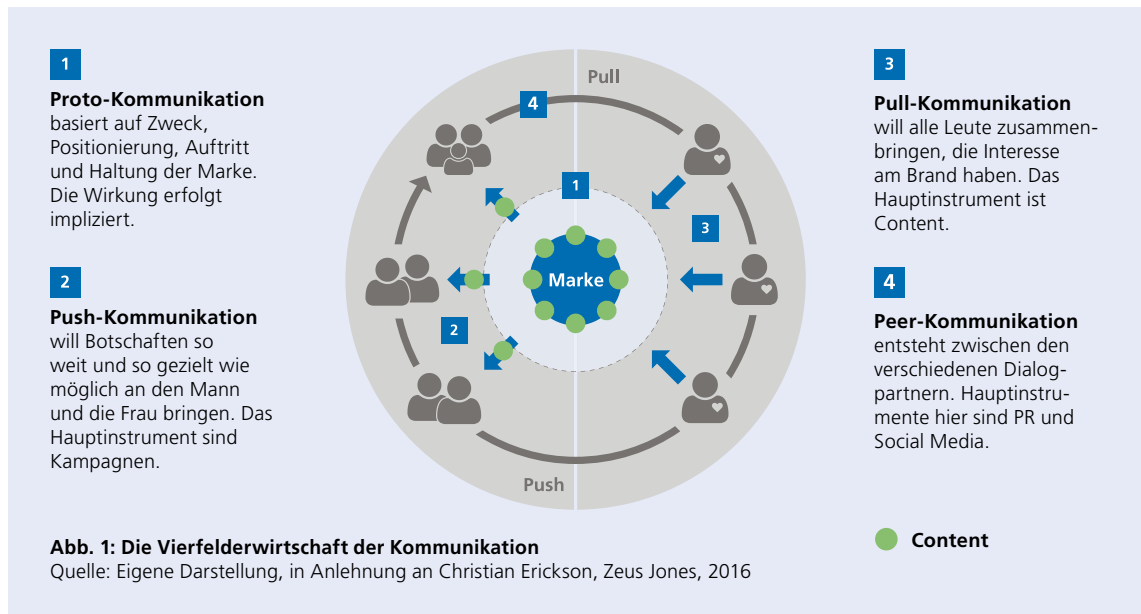 1
Proto-Kommunikation
basiert auf Zweck,
Positionierung, Auftritt
und Haltung der Marke.
Die Wirkung erfolgt
impliziert.
2
Push-Kommunikation
will Botschaften so
weit und so gezielt wie
möglich an den Mann
und die Frau bringen. Das
Hauptinstrument sind
Kampagnen.
Pull
4
1
3
Marke
2
Push
3
Pull-Kommunikation
will alle Leute zusammen-
bringen, die Interesse
am Brand haben. Das
Hauptinstrument ist
Content.
4
Peer-Kommunikation
entsteht zwischen den
verschiedenen Dialog-
partnern. Hauptinstru-
mente hier sind PR und
Social Media.
Content
Abb. 1: Die Vierfelderwirtschaft der Kommunikation
Quelle: Eigene Darstellung, in Anlehnung an Christian Erickson, Zeus Jones, 2016